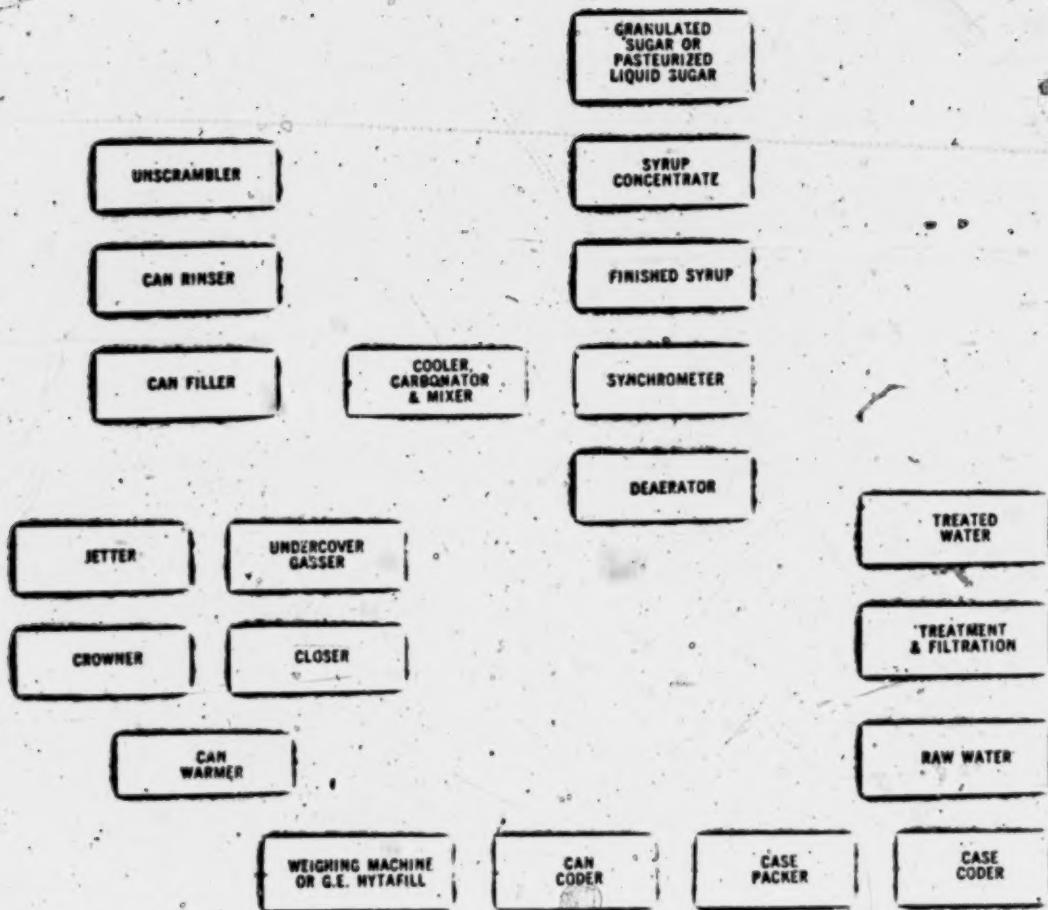 GRANULATED
SUGAR OR
PASTEURIZED
LIQUID SUGAR
UNSCRAMBLER
SYRUP
CONCENTRATE
CAN RINSER
FINISHED SYRUP
CAN FILLER
COOLER,
CARBONATOR
& MIXER
SYNCHROMETER
DEAERATOR
JETTER
UNDERCOVER
GASSER
TREATED
WATER
CROWNER
CLOSER
TREATMENT
& FILTRATION
CAN
WARMER
RAW WATER
WEIGHING MACHINE
OR G.E. HYTAFILL
CAN
CODER
CASE
PACKER
CASE
CODER